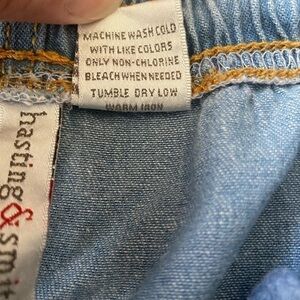 MACHINE WASH COLD
WITH LIKE COLORS
ONLY NON-CHLORINE
BLEACH WHEN NEEDED
TUMBLE DRY LOW
WARM IRON
hasting&smit